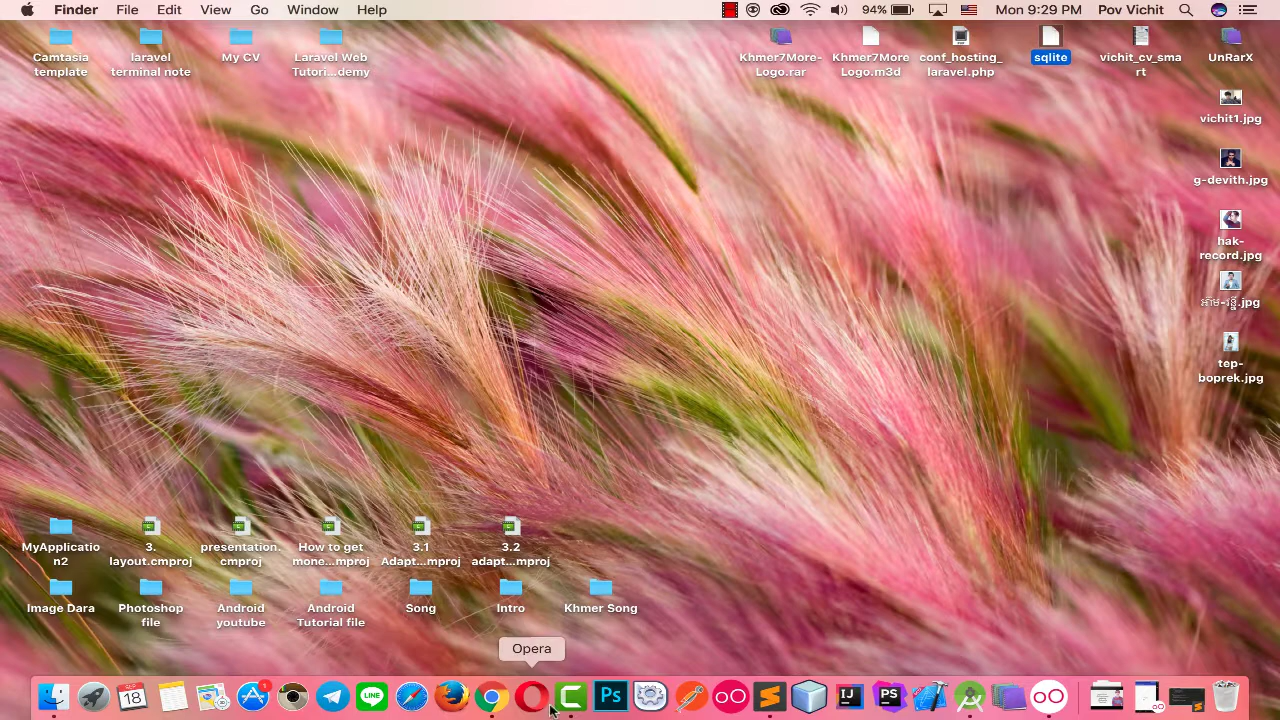 Finder File Edit View Go Window Help 94% Mon 9:29 PM Pov Vichit
Camtasia
template
laravel
terminal note
My CV
Laravel Web
Tutori...demy
Khmer7More-
Logo.rar
Khmer7More
Logo.m3d
conf_hosting_
laravel.php
sqlite
vichit_cv_sma
rt
UnRarX
vichit1.jpg
g-devith.jpg
hak-
record.jpg
tep-
boprek.jpg
MyApplicatio
n2
3.
layout.cmproj
presentation.
cmproj
How to get
mone...mproj
3.1
Adapt...mproj
3.2
adapt...mproj
Image Dara
Photoshop
file
Android
youtube
Android
Tutorial file
Song
Intro
Khmer Song
Opera
SEP
18
1
LINE
Ps
IJ
PS